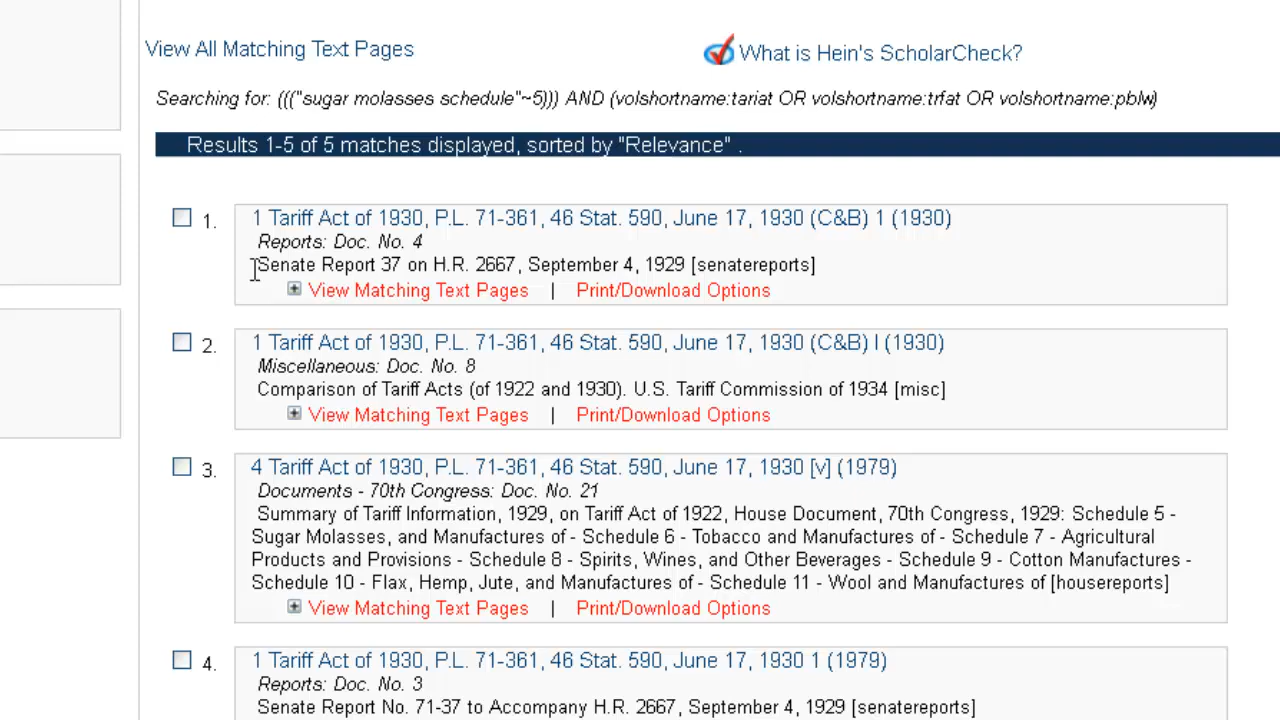 View All Matching Text Pages
What is Hein's ScholarCheck?
Searching for: ((("sugar molasses schedule"~5))) AND (volshortname:tariat OR volshortname:trfat OR volshortname:pblw)
Results 1-5 of 5 matches displayed, sorted by "Relevance" .
1. 1 Tariff Act of 1930, P.L. 71-361, 46 Stat. 590, June 17, 1930 (C&B) 1 (1930)
Reports: Doc. No. 4
Senate Report 37 on H.R. 2667, September 4, 1929 [senatereports]
View Matching Text Pages | Print/Download Options
2. 1 Tariff Act of 1930, P.L. 71-361, 46 Stat. 590, June 17, 1930 (C&B) I (1930)
Miscellaneous: Doc. No. 8
Comparison of Tariff Acts (of 1922 and 1930). U.S. Tariff Commission of 1934 [misc]
View Matching Text Pages | Print/Download Options
3. 4 Tariff Act of 1930, P.L. 71-361, 46 Stat. 590, June 17, 1930 [v] (1979)
Documents - 70th Congress: Doc. No. 21
Summary of Tariff Information, 1929, on Tariff Act of 1922, House Document, 70th Congress, 1929: Schedule 5 -
Sugar Molasses, and Manufactures of - Schedule 6 - Tobacco and Manufactures of - Schedule 7 - Agricultural
Products and Provisions - Schedule 8 - Spirits, Wines, and Other Beverages - Schedule 9 - Cotton Manufactures -
Schedule 10 - Flax, Hemp, Jute, and Manufactures of - Schedule 11 - Wool and Manufactures of [housereports]
View Matching Text Pages | Print/Download Options
4. 1 Tariff Act of 1930, P.L. 71-361, 46 Stat. 590, June 17, 1930 1 (1979)
Reports: Doc. No. 3
Senate Report No. 71-37 to Accompany H.R. 2667, September 4, 1929 [senatereports]